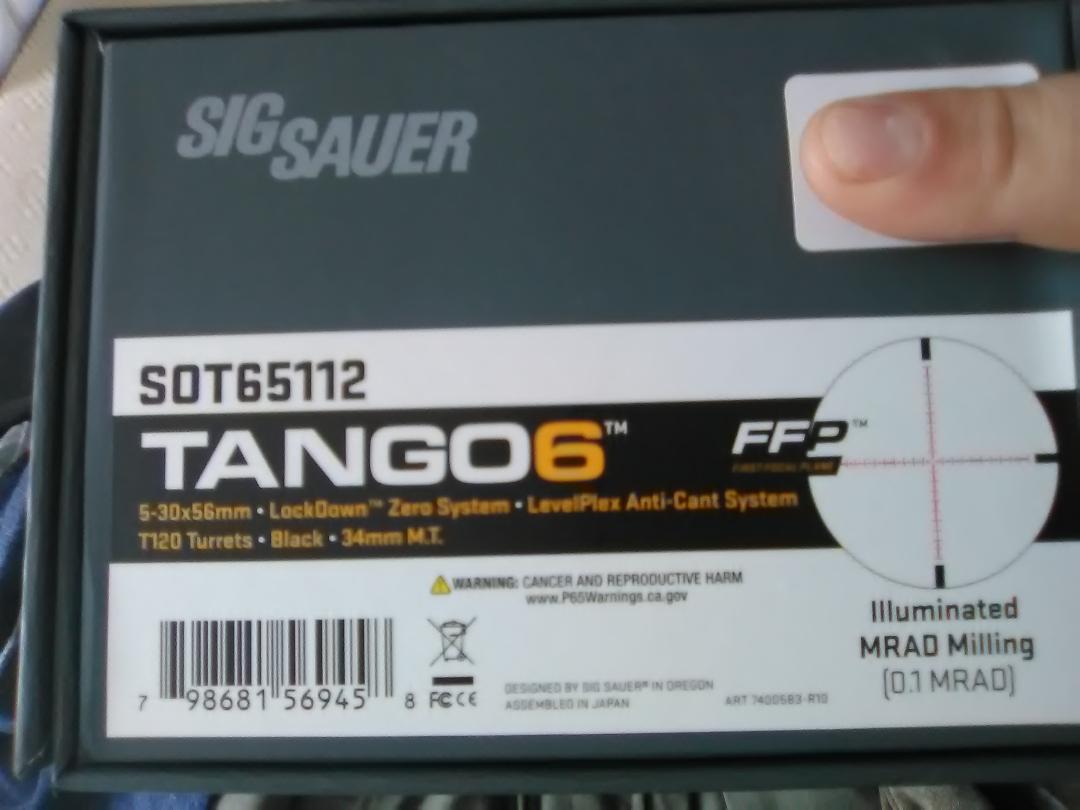 SIG SAUER
SOT65112
TANGO6™
FFP™
FIRST FOCAL PLANE
5-30x56mm • LockDown™ Zero System • LevelPlex Anti-Cant System
T120 Turrets • Black • 34mm M.T.
WARNING: CANCER AND REPRODUCTIVE HARM
www.P65Warnings.ca.gov
Illuminated
MRAD Milling
(0.1 MRAD)
7 98681 56945 8
FC CE
DESIGNED BY SIG SAUER® IN OREGON
ASSEMBLED IN JAPAN
ART 7400583-R10